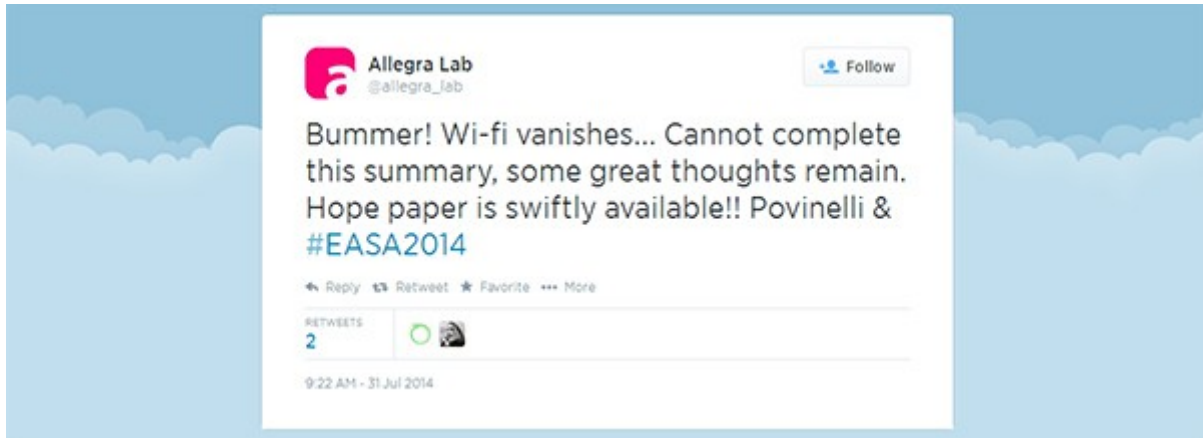 Allegra Lab
@allegra_lab
Follow
Bummer! Wi-fi vanishes... Cannot complete
this summary, some great thoughts remain.
Hope paper is swiftly available!! Povinelli &
#EASA2014
Reply Retweet Favorite More
RETWEETS
2
9:22 AM - 31 Jul 2014